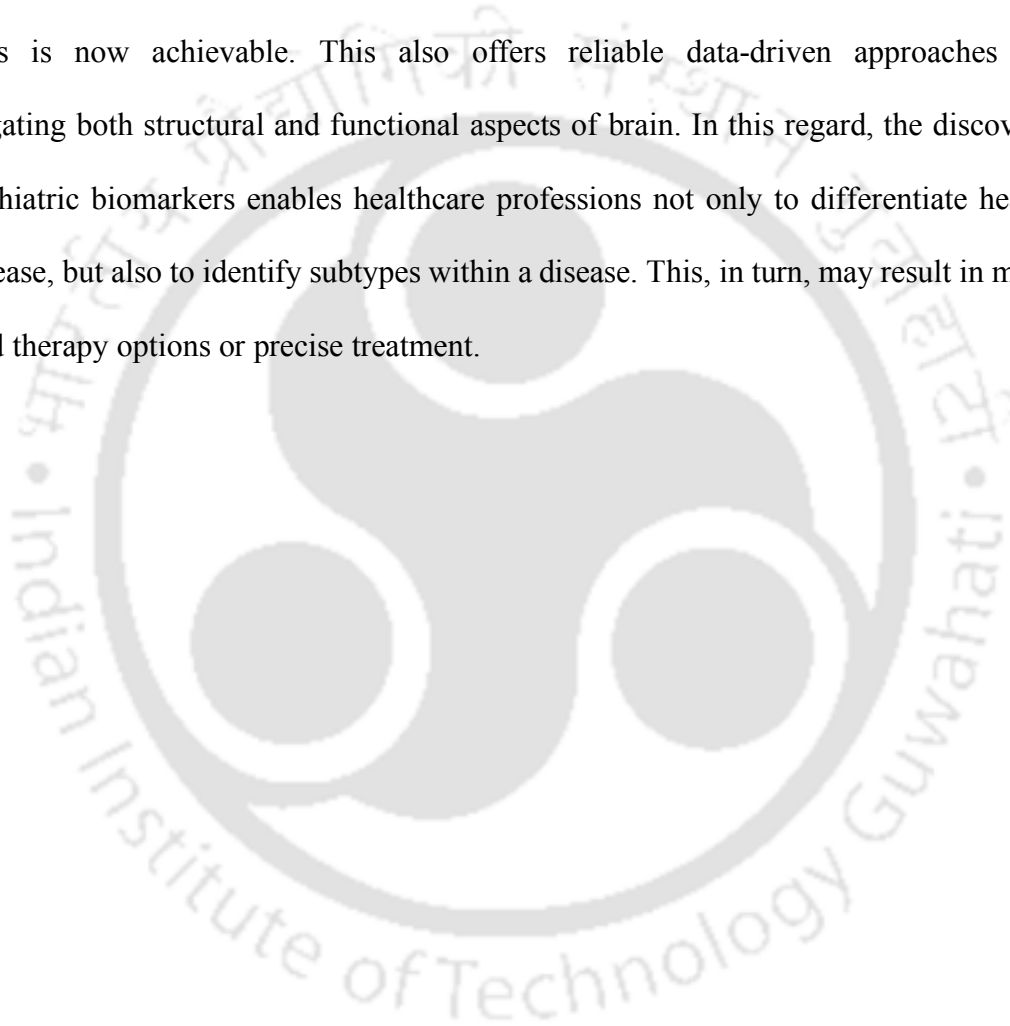 s is now achievable. This also offers reliable data-driven approaches
gating both structural and functional aspects of brain. In this regard, the discov
hiatric biomarkers enables healthcare professions not only to differentiate he
ease, but also to identify subtypes within a disease. This, in turn, may result in m
d therapy options or precise treatment.
भारतीय प्रौद्योगिकी संस्थान गुवाहाटी
Indian Institute of Technology Guwahati